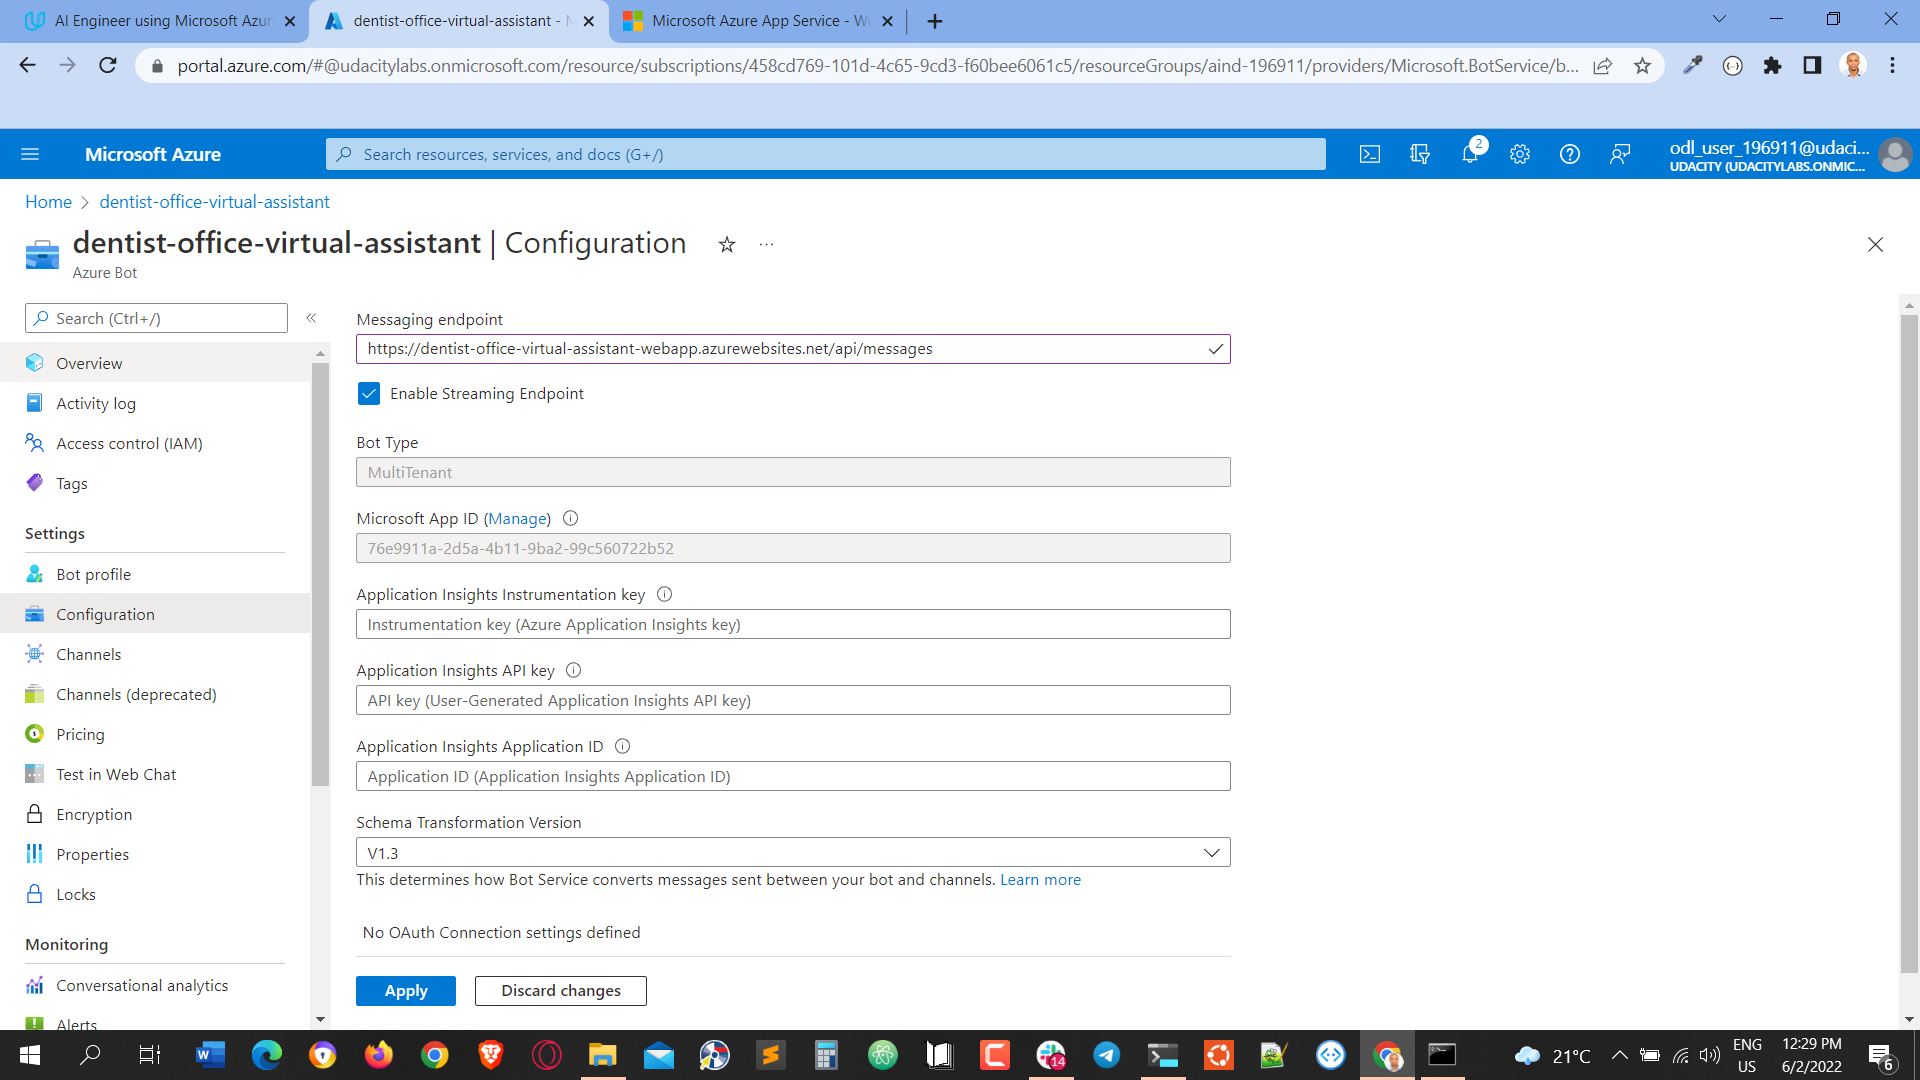 AI Engineer using Microsoft Azur
dentist-office-virtual-assistant - M
Microsoft Azure App Service - We
portal.azure.com/#@udacitylabs.onmicrosoft.com/resource/subscriptions/458cd769-101d-4c65-9cd3-f60bee6061c5/resourceGroups/aind-196911/providers/Microsoft.BotService/b...
Microsoft Azure
Search resources, services, and docs (G+/)
2
odl_user_196911@udaci...
UDACITY (UDACITYLABS.ONMIC...
Home > dentist-office-virtual-assistant
dentist-office-virtual-assistant | Configuration
Azure Bot
Search (Ctrl+/)
Overview
Activity log
Access control (IAM)
Tags
Settings
Bot profile
Configuration
Channels
Channels (deprecated)
Pricing
Test in Web Chat
Encryption
Properties
Locks
Monitoring
Conversational analytics
Alerts
Messaging endpoint
https://dentist-office-virtual-assistant-webapp.azurewebsites.net/api/messages
Enable Streaming Endpoint
Bot Type
MultiTenant
Microsoft App ID (Manage)
76e9911a-2d5a-4b11-9ba2-99c560722b52
Application Insights Instrumentation key
Instrumentation key (Azure Application Insights key)
Application Insights API key
API key (User-Generated Application Insights API key)
Application Insights Application ID
Application ID (Application Insights Application ID)
Schema Transformation Version
V1.3
This determines how Bot Service converts messages sent between your bot and channels. Learn more
No OAuth Connection settings defined
Apply
Discard changes
14
21°C
ENG
US
12:29 PM
6/2/2022
6